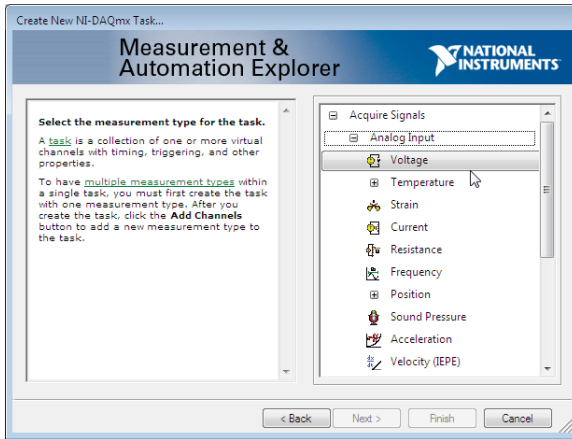 Create New NI-DAQmx Task...
Measurement &
Automation Explorer
NATIONAL
INSTRUMENTS
Select the measurement type for the task.
A task is a collection of one or more virtual
channels with timing, triggering, and other
properties.
To have multiple measurement types within
a single task, you must first create the task
with one measurement type. After you
create the task, click the Add Channels
button to add a new measurement type to
the task.
Acquire Signals
Analog Input
Voltage
Temperature
Strain
Current
Resistance
Frequency
Position
Sound Pressure
Acceleration
Velocity (IEPE)
< Back
Next >
Finish
Cancel